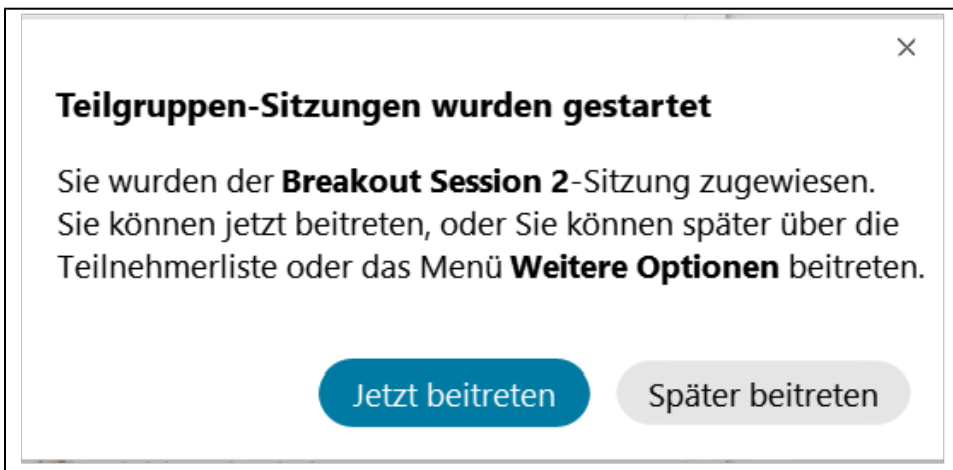 Teilgruppen-Sitzungen wurden gestartet
Sie wurden der Breakout Session 2-Sitzung zugewiesen.
Sie können jetzt beitreten, oder Sie können später über die
Teilnehmerliste oder das Menü Weitere Optionen beitreten.
Jetzt beitreten Später beitreten